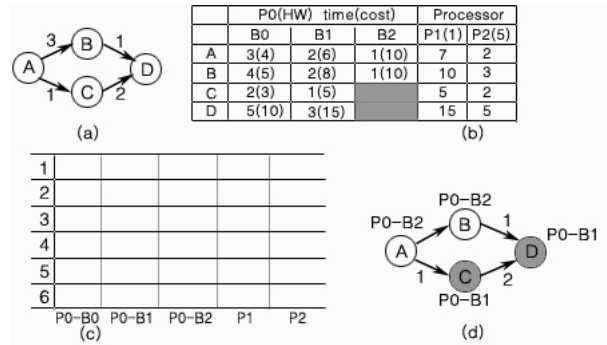 3
B
1
A
D
1
C
2
(a)
P0(HW) time(cost) Processor
B0 B1 B2 P1(1) P2(5)
A 3(4) 2(6) 1(10) 7 2
B 4(5) 2(8) 1(10) 10 3
C 2(3) 1(5) 5 2
D 5(10) 3(15) 15 5
(b)
1
2
3
4
5
6
P0-B0 P0-B1 P0-B2 P1 P2
(c)
P0-B2
P0-B2
B
1
P0-B1
A
D
1
C
2
P0-B1
(d)